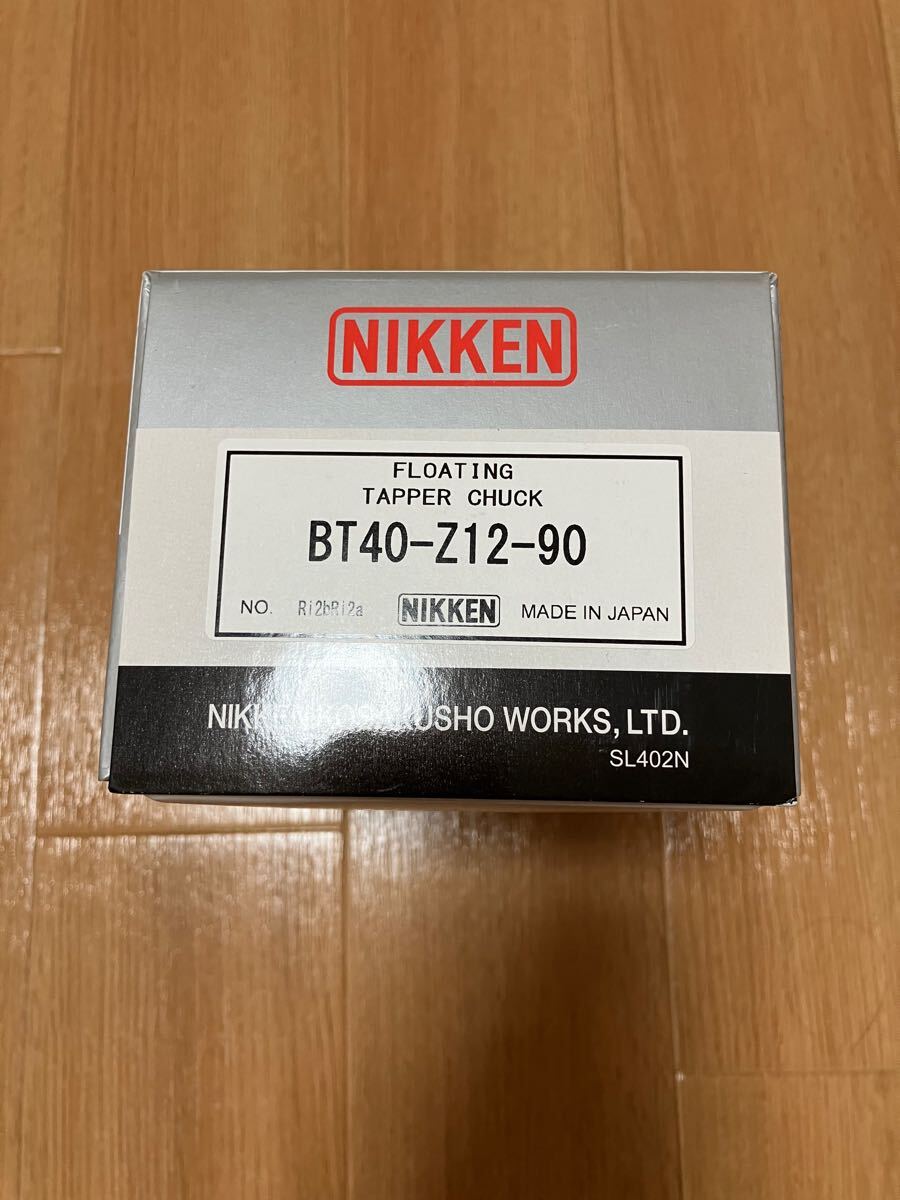 NIKKEN
FLOATING
TAPPER CHUCK
BT40-Z12-90
NO. Ri2bRi2a NIKKEN MADE IN JAPAN
WORKS, LTD.
SL402N